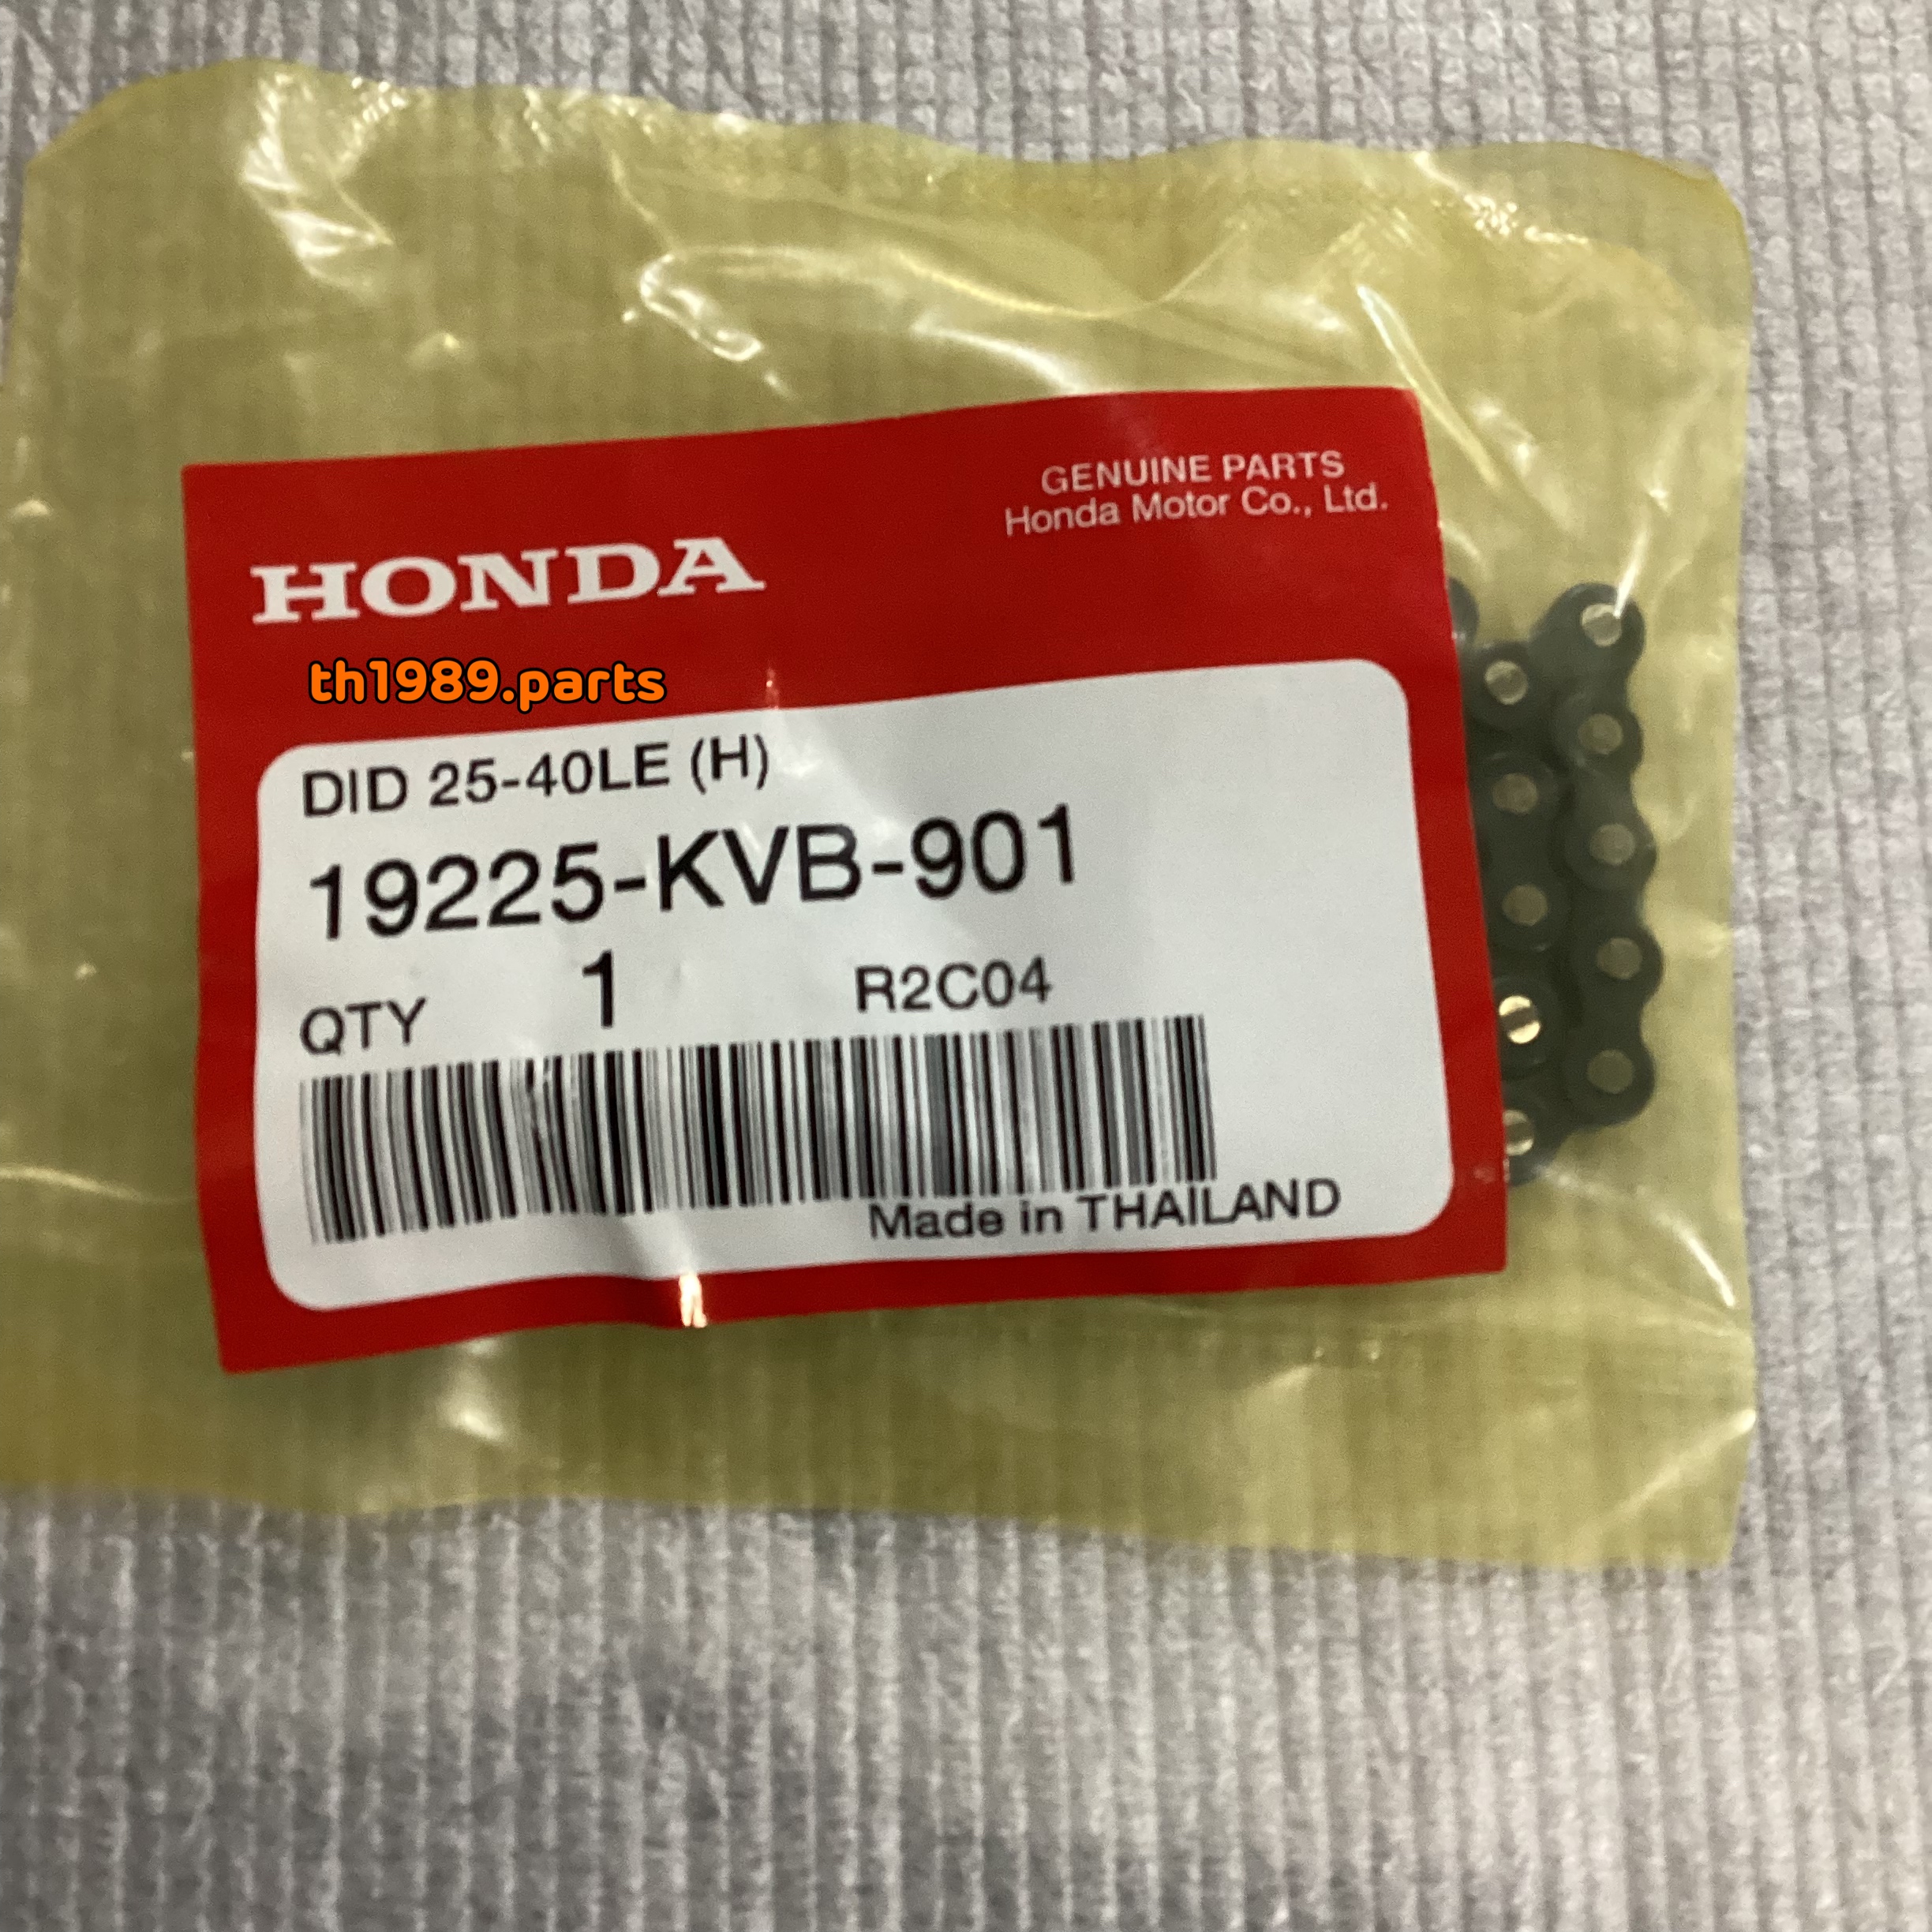 GENUINE PARTS
Honda Motor Co., Ltd.
HONDA
th1989.parts
DID 25-40LE (H)
19225-KVB-901
QTY 1 R2C04
Made in THAILAND